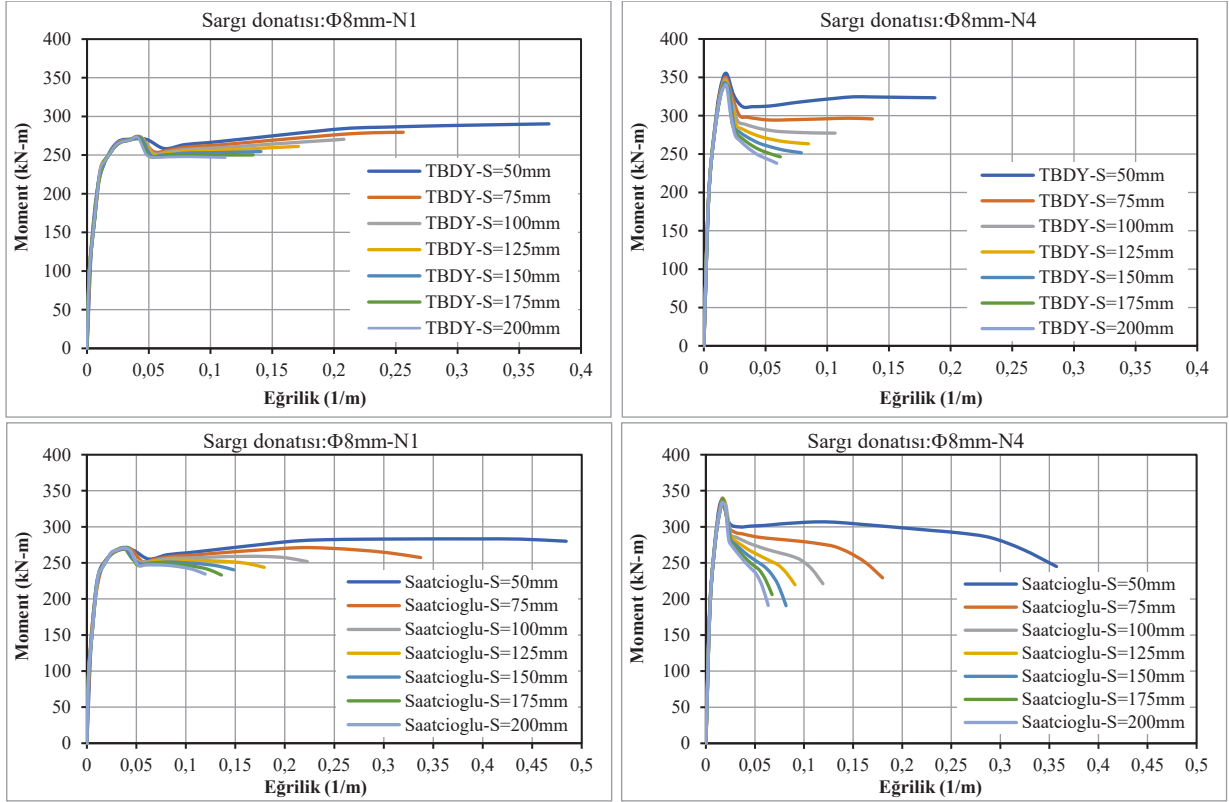 Sargı donatısı:Φ8mm-N1
Moment (kN-m)
400
350
300
250
200
150
100
50
0
TBDY-S=50mm
TBDY-S=75mm
TBDY-S=100mm
TBDY-S=125mm
TBDY-S=150mm
TBDY-S=175mm
TBDY-S=200mm
0 0,05 0,1 0,15 0,2 0,25 0,3 0,35 0,4
Eğrilik (1/m)
Sargı donatısı:Φ8mm-N4
Moment (kN-m)
400
350
300
250
200
150
100
50
0
TBDY-S=50mm
TBDY-S=75mm
TBDY-S=100mm
TBDY-S=125mm
TBDY-S=150mm
TBDY-S=175mm
TBDY-S=200mm
0 0,05 0,1 0,15 0,2 0,25 0,3 0,35 0,4
Eğrilik (1/m)
Sargı donatısı:Φ8mm-N1
Moment (kN-m)
400
350
300
250
200
150
100
50
0
Saatcioglu-S=50mm
Saatcioglu-S=75mm
Saatcioglu-S=100mm
Saatcioglu-S=125mm
Saatcioglu-S=150mm
Saatcioglu-S=175mm
Saatcioglu-S=200mm
0 0,05 0,1 0,15 0,2 0,25 0,3 0,35 0,4 0,45 0,5
Eğrilik (1/m)
Sargı donatısı:Φ8mm-N4
Moment (kN-m)
400
350
300
250
200
150
100
50
0
Saatcioglu-S=50mm
Saatcioglu-S=75mm
Saatcioglu-S=100mm
Saatcioglu-S=125mm
Saatcioglu-S=150mm
Saatcioglu-S=175mm
Saatcioglu-S=200mm
0 0,05 0,1 0,15 0,2 0,25 0,3 0,35 0,4 0,45 0,5
Eğrilik (1/m)